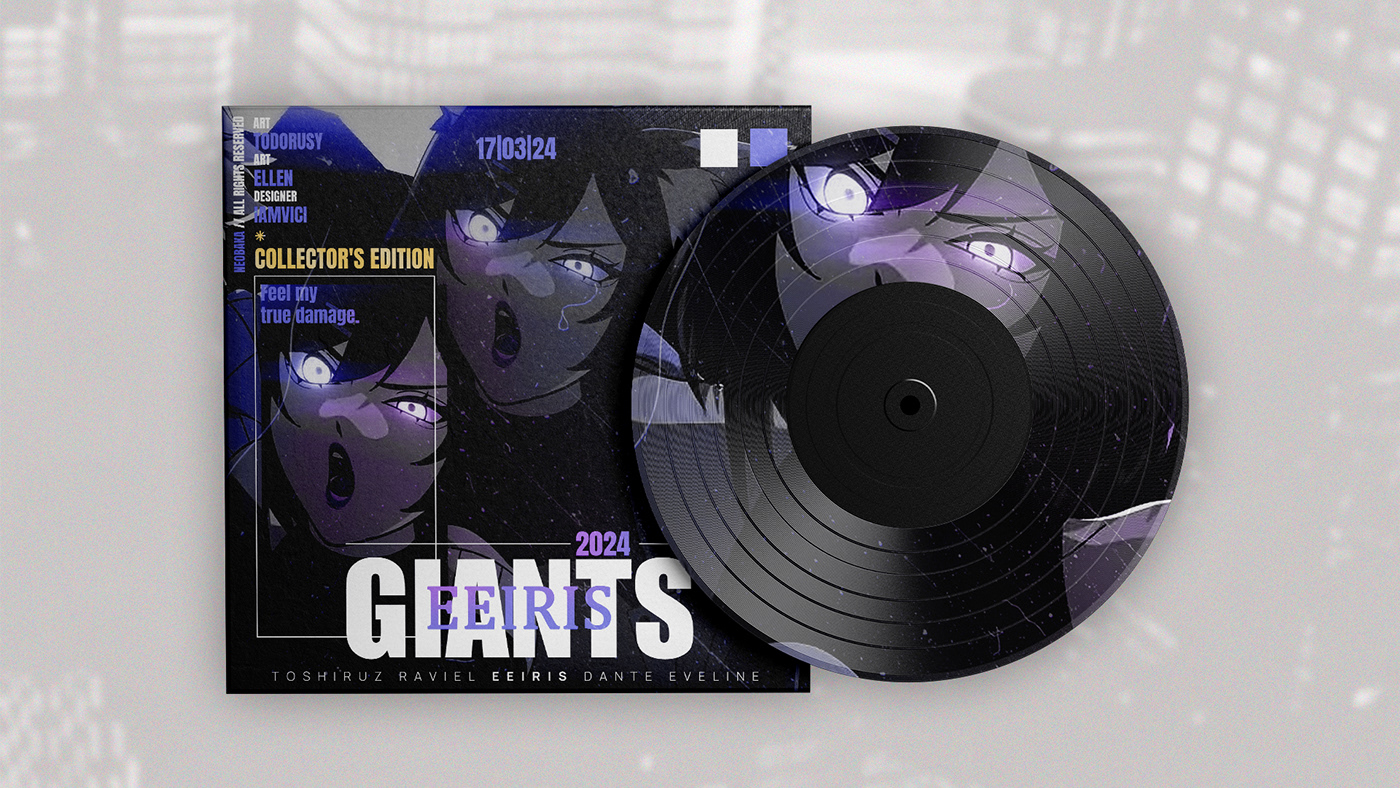 NEOBAKA // ALL RIGHTS RESERVED
ART
TODORUSY
ART
ELLEN
DESIGNER
IAMVICI
*
COLLECTOR'S EDITION
Feel my
true damage.
17|03|24
2024
GIANTS
EEIRIS
TOSHIRUZ RAVIEL EEIRIS DANTE EVELINE